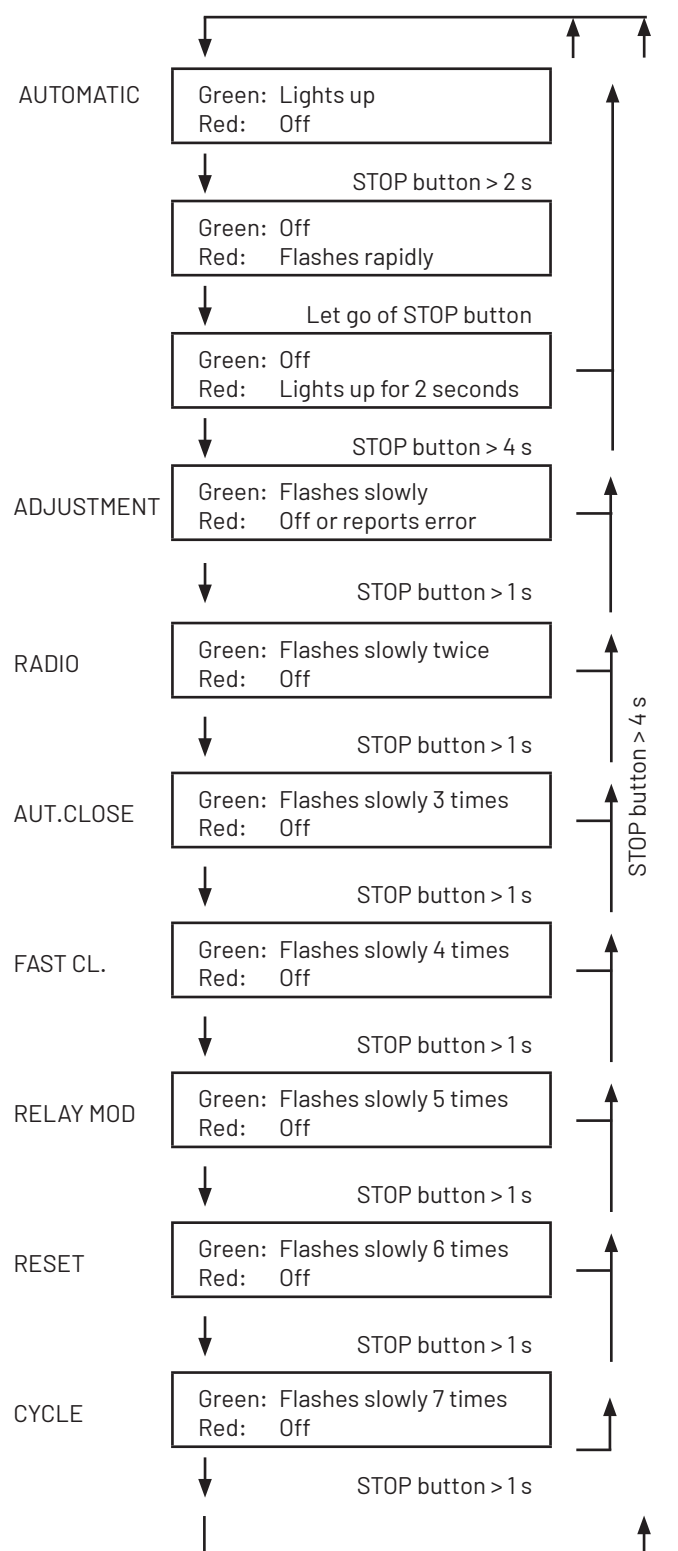 AUTOMATIC
Green: Lights up
Red: Off
STOP button > 2 s
Green: Off
Red: Flashes rapidly
Let go of STOP button
Green: Off
Red: Lights up for 2 seconds
STOP button > 4 s
ADJUSTMENT
Green: Flashes slowly
Red: Off or reports error
STOP button > 1 s
RADIO
Green: Flashes slowly twice
Red: Off
STOP button > 1 s
STOP button > 4 s
AUT.CLOSE
Green: Flashes slowly 3 times
Red: Off
STOP button > 1 s
FAST CL.
Green: Flashes slowly 4 times
Red: Off
STOP button > 1 s
RELAY MOD
Green: Flashes slowly 5 times
Red: Off
STOP button > 1 s
RESET
Green: Flashes slowly 6 times
Red: Off
STOP button > 1 s
CYCLE
Green: Flashes slowly 7 times
Red: Off
STOP button > 1 s